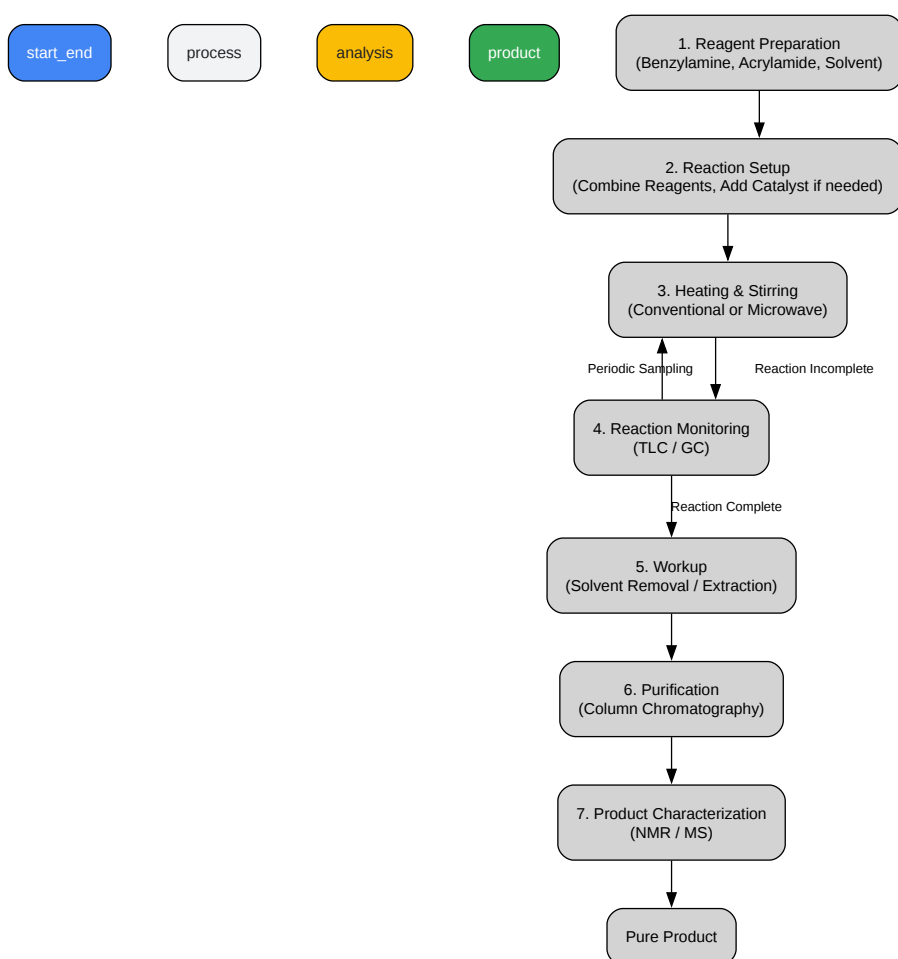 start_end
process
analysis
product
1. Reagent Preparation
(Benzylamine, Acrylamide, Solvent)
2. Reaction Setup
(Combine Reagents, Add Catalyst if needed)
3. Heating & Stirring
(Conventional or Microwave)
Periodic Sampling
Reaction Incomplete
4. Reaction Monitoring
(TLC / GC)
Reaction Complete
5. Workup
(Solvent Removal / Extraction)
6. Purification
(Column Chromatography)
7. Product Characterization
(NMR / MS)
Pure Product